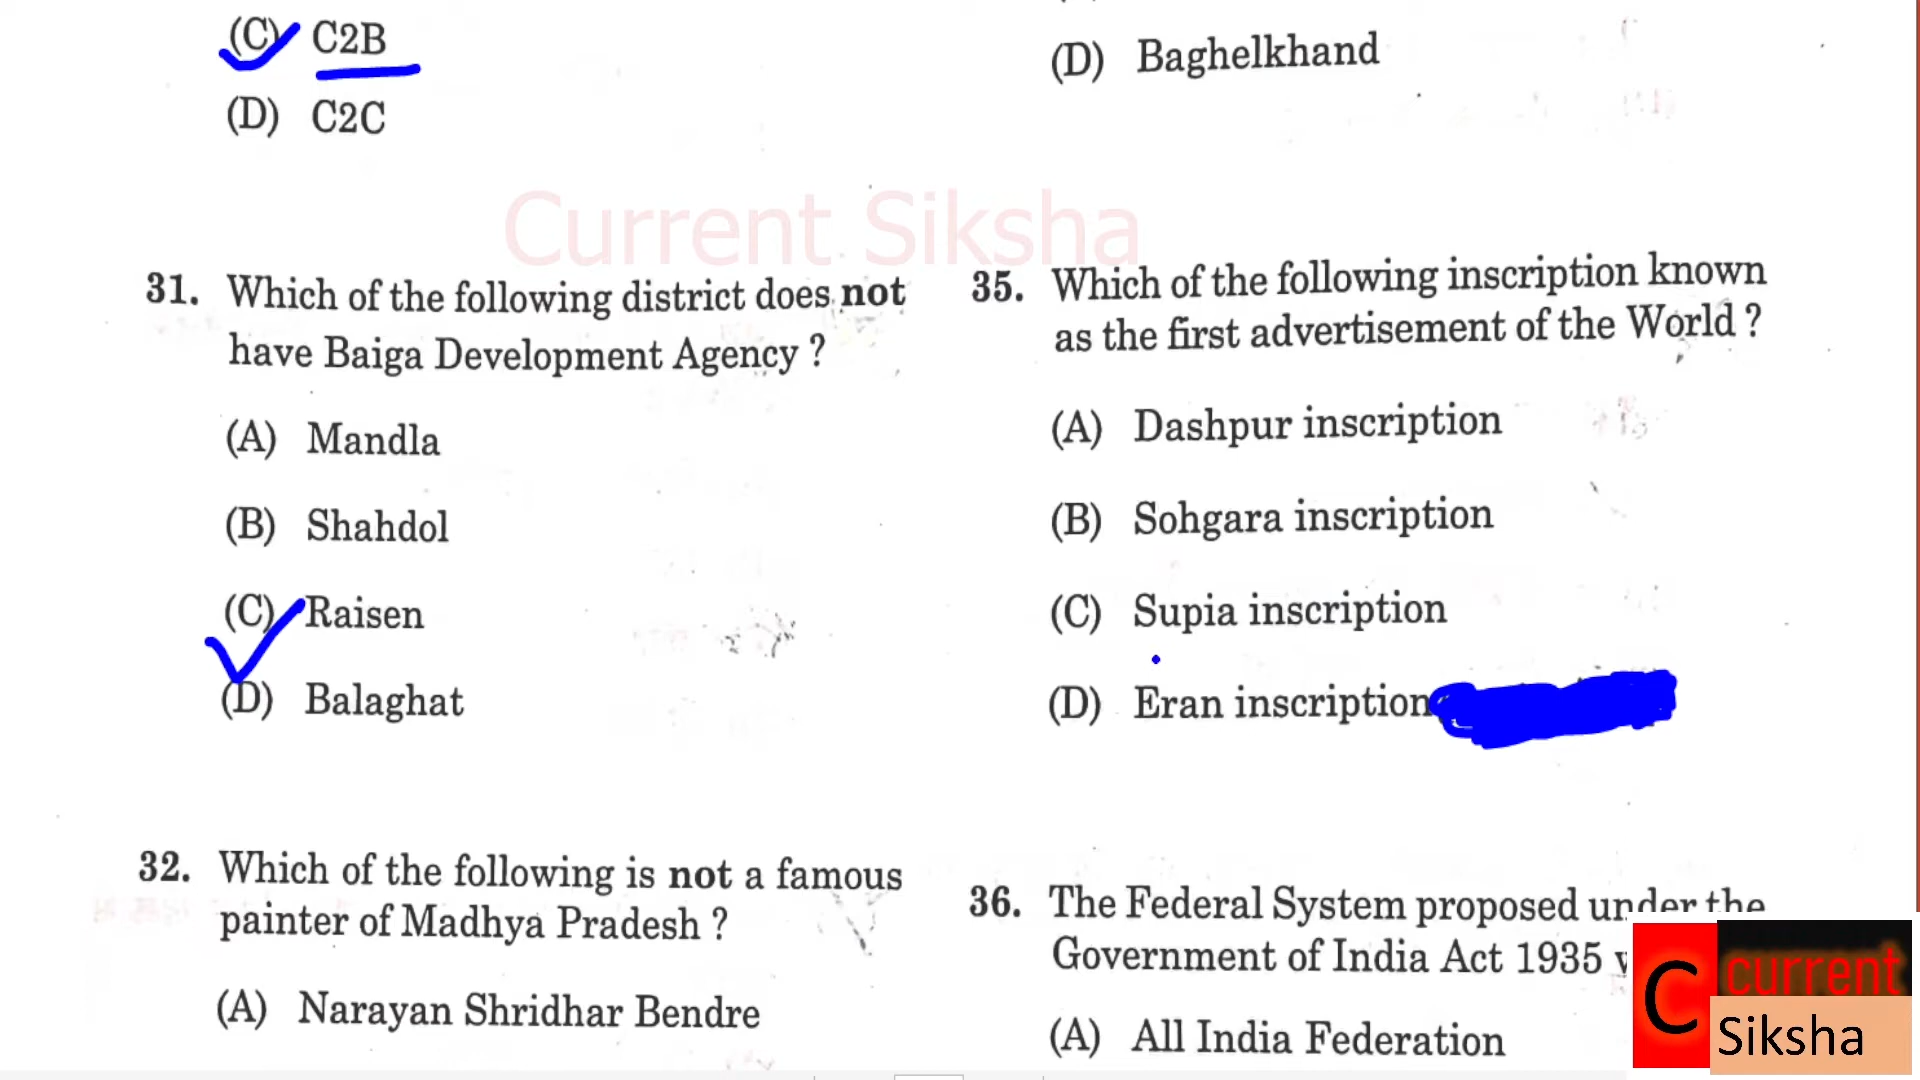 (C) C2B
(D) C2C
31. Which of the following district does not
have Baiga Development Agency ?
(A) Mandla
(B) Shahdol
(C) Raisen
(D) Balaghat
32. Which of the following is not a famous
painter of Madhya Pradesh ?
(A) Narayan Shridhar Bendre
(D) Baghelkhand
35. Which of the following inscription known
as the first advertisement of the World ?
(A) Dashpur inscription
(B) Sohgara inscription
(C) Supia inscription
(D) Eran inscription
36. The Federal System proposed under the
Government of India Act 1935
(A) All India Federation
Current Siksha
C current
Siksha